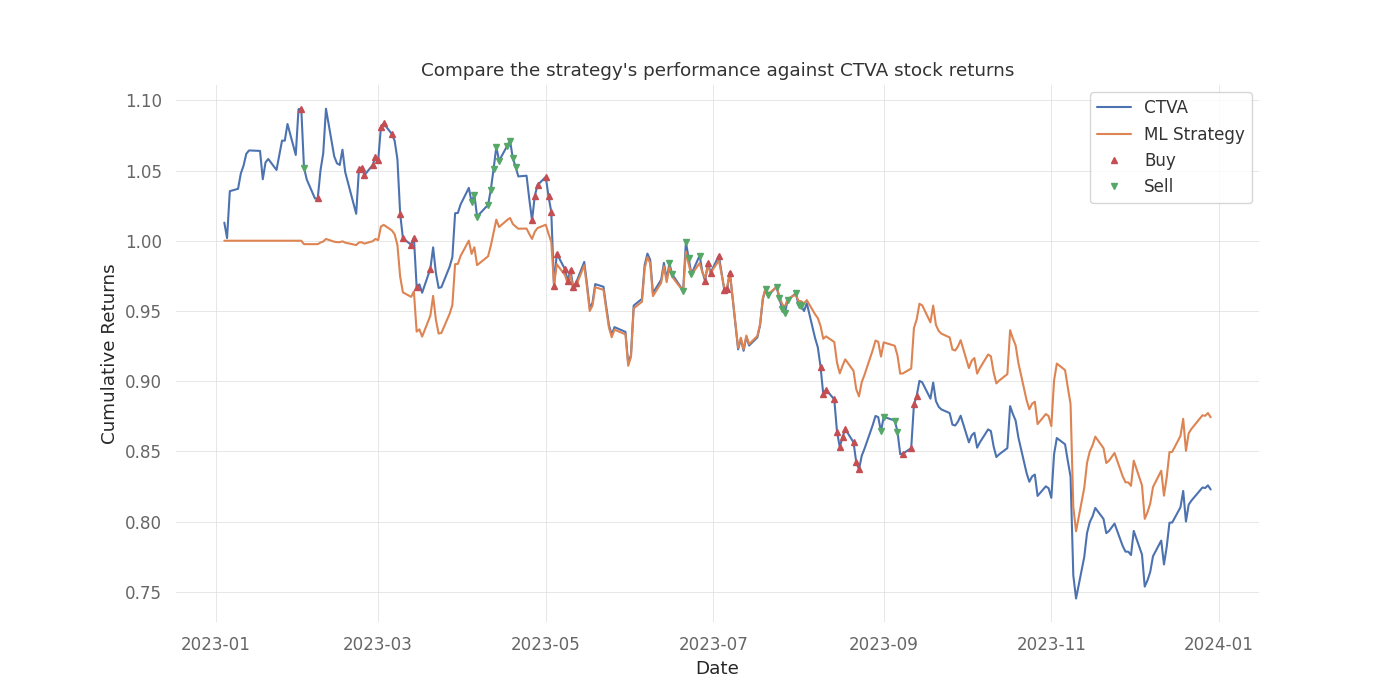 Compare the strategy's performance against CTVA stock returns
CTVA
ML Strategy
Buy
Sell
Cumulative Returns
1.10
1.05
1.00
0.95
0.90
0.85
0.80
0.75
2023-01
2023-03
2023-05
2023-07
2023-09
2023-11
2024-01
Date